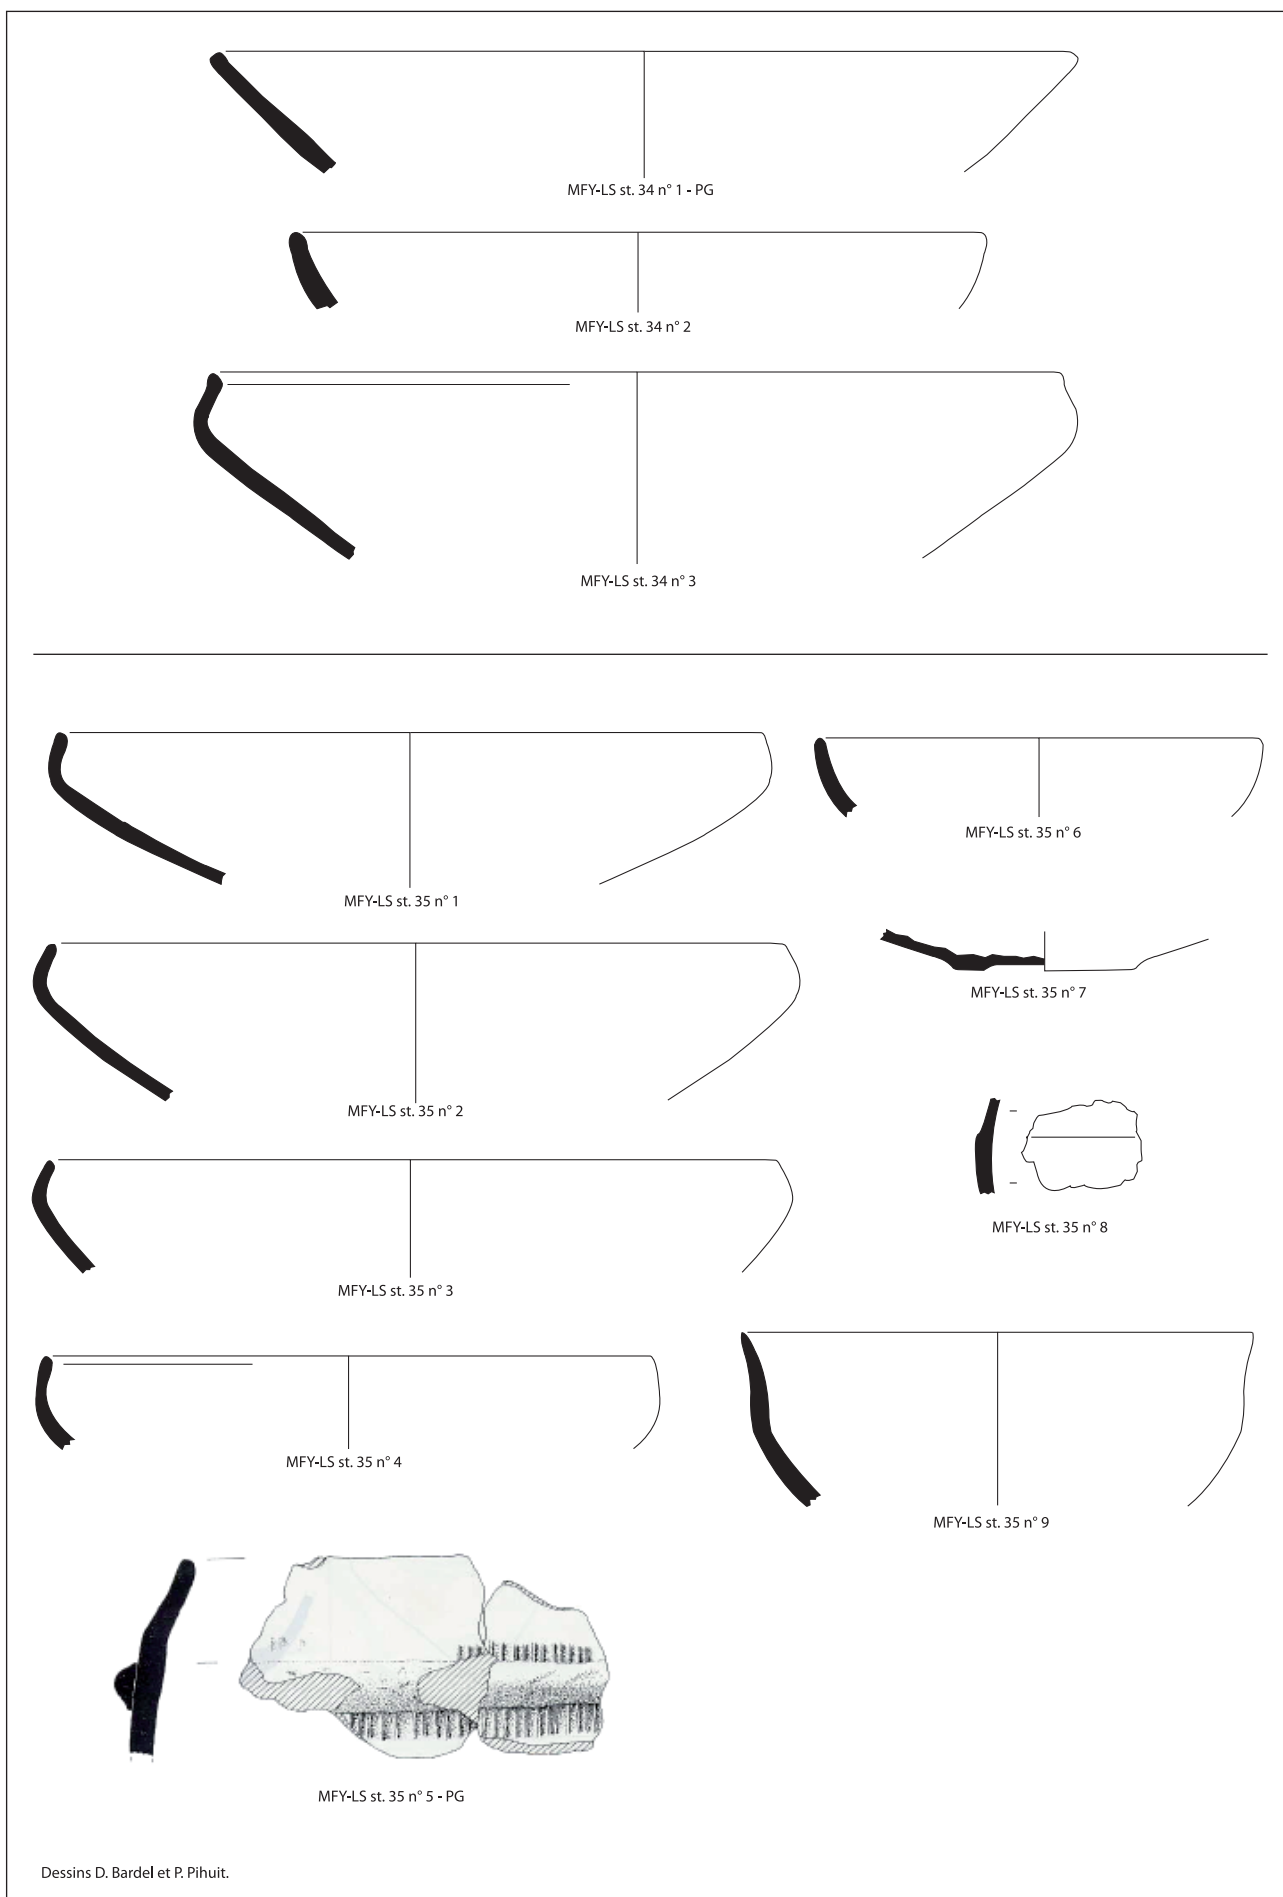 MFY-LS st. 34 n° 1 - PG
MFY-LS st. 34 n° 2
MFY-LS st. 34 n° 3
MFY-LS st. 35 n° 1
MFY-LS st. 35 n° 6
MFY-LS st. 35 n° 7
MFY-LS st. 35 n° 2
MFY-LS st. 35 n° 8
MFY-LS st. 35 n° 3
MFY-LS st. 35 n° 4
MFY-LS st. 35 n° 9
MFY-LS st. 35 n° 5 - PG
Dessins D. Bardel et P. Pihuit.